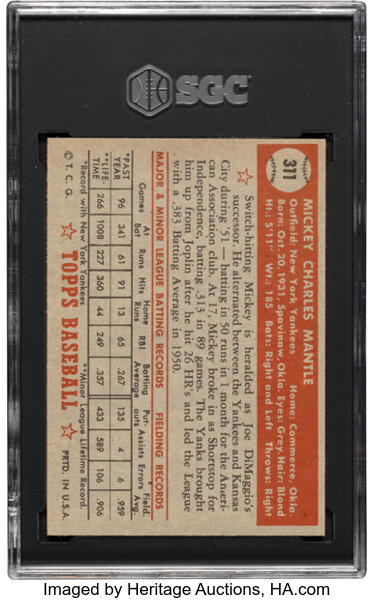 SGC
311
MICKEY CHARLES MANTLE
Outfield: New York Yankees Home: Commerce, Okla.
Born: Oct. 20, 1931, Spavinaw, Okla. Eyes: Grey Hair: Blond
Ht.: 5'11" Wt.: 185 Bats: Right and Left Throws: Right
☆ Switch-hitting Mickey is heralded as Joe DiMaggio's
successor. He alternated between the Yankees and Kansas
City during '51, batting in 50 runs in 1 month for the Ameri-
can Association club. At 17, Mickey broke in as Shortstop for
Independence, batting .313 in 89 games. The Yanks brought
him up from Joplin after he hit 26 HR's and led the League
with a .383 Batting Average in 1950.
MAJOR & MINOR LEAGUE BATTING RECORDS FIELDING RECORDS
Games At Bat Runs Hits Home Runs RBI Batting Average Put-outs Assists Errors Field. Avg.
*PAST YEAR 96 341 61 91 13 65 .267 135 4 6 .959
**LIFE-TIME 266 1008 227 360 44 249 .357 433 589 106 .906
*Record with New York Yankees **Minor League Lifetime Record.
© T. C. G. ☆ TOPPS BASEBALL ☆ PRTD. IN U.S.A.
Imaged by Heritage Auctions, HA.com